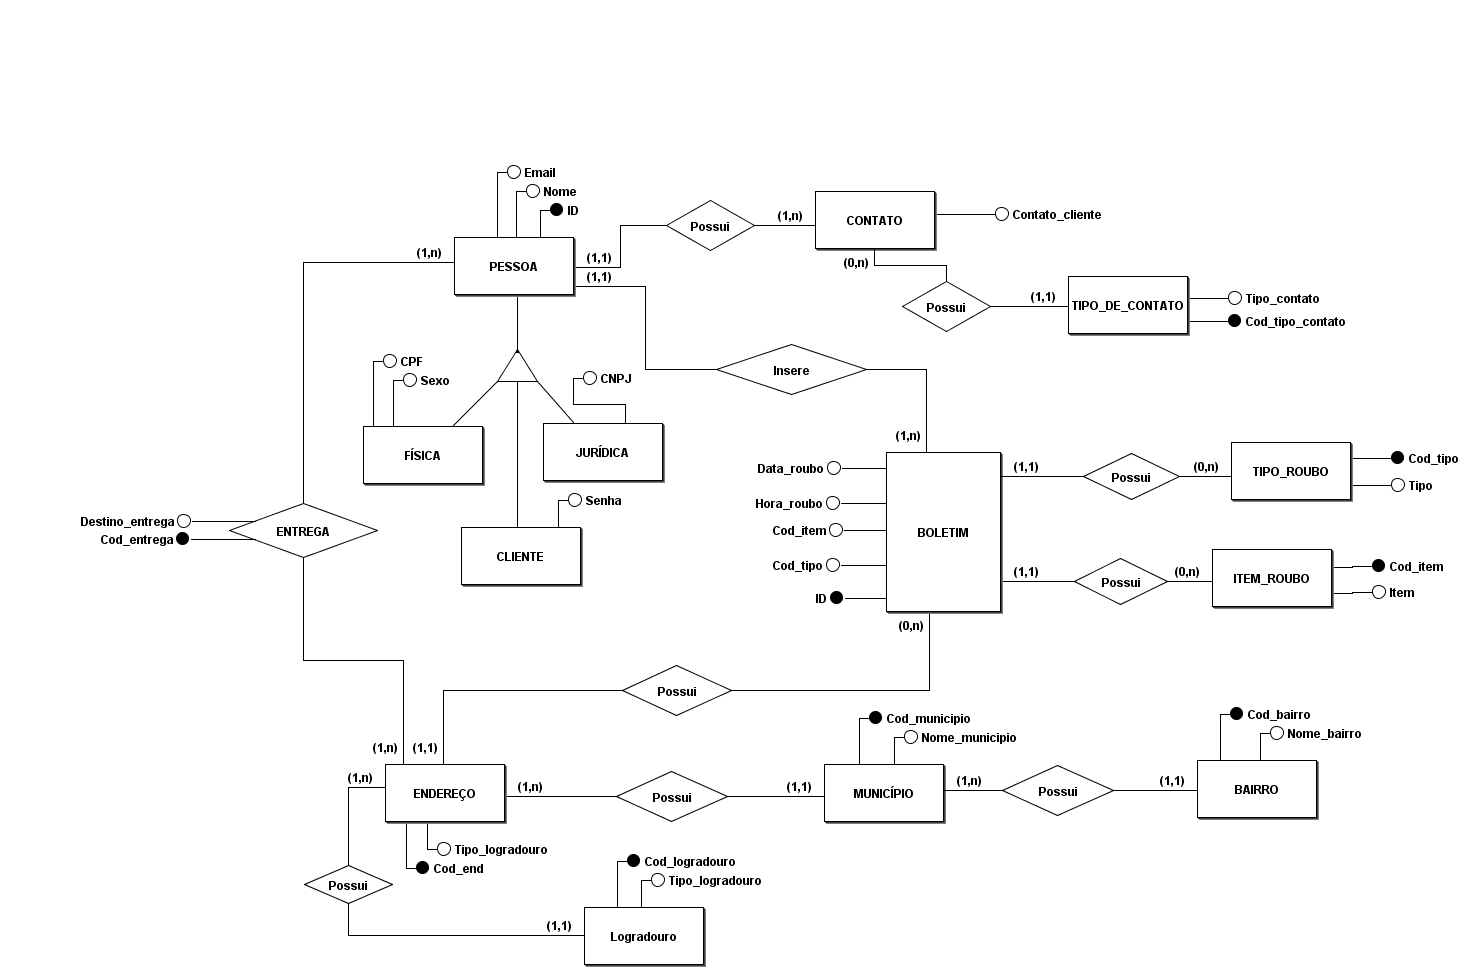 Email
Nome
ID
(1,n)
PESSOA
(1,1)
(1,1)
Possui
(1,n)
CONTATO
Contato_cliente
(0,n)
Possui
(1,1)
TIPO_DE_CONTATO
Tipo_contato
Cod_tipo_contato
CPF
Sexo
CNPJ
FÍSICA
JURÍDICA
Insere
(1,n)
Senha
CLIENTE
Destino_entrega
Cod_entrega
ENTREGA
Data_roubo
Hora_roubo
Cod_item
Cod_tipo
ID
BOLETIM
(1,1)
Possui
(0,n)
TIPO_ROUBO
Cod_tipo
Tipo
(1,1)
Possui
(0,n)
ITEM_ROUBO
Cod_item
Item
(0,n)
Possui
(1,n)
(1,1)
(1,n)
ENDEREÇO
(1,n)
Possui
(1,1)
Cod_municipio
Nome_municipio
MUNICÍPIO
(1,n)
Possui
(1,1)
Cod_bairro
Nome_bairro
BAIRRO
Tipo_logradouro
Cod_end
Possui
(1,1)
Cod_logradouro
Tipo_logradouro
Logradouro